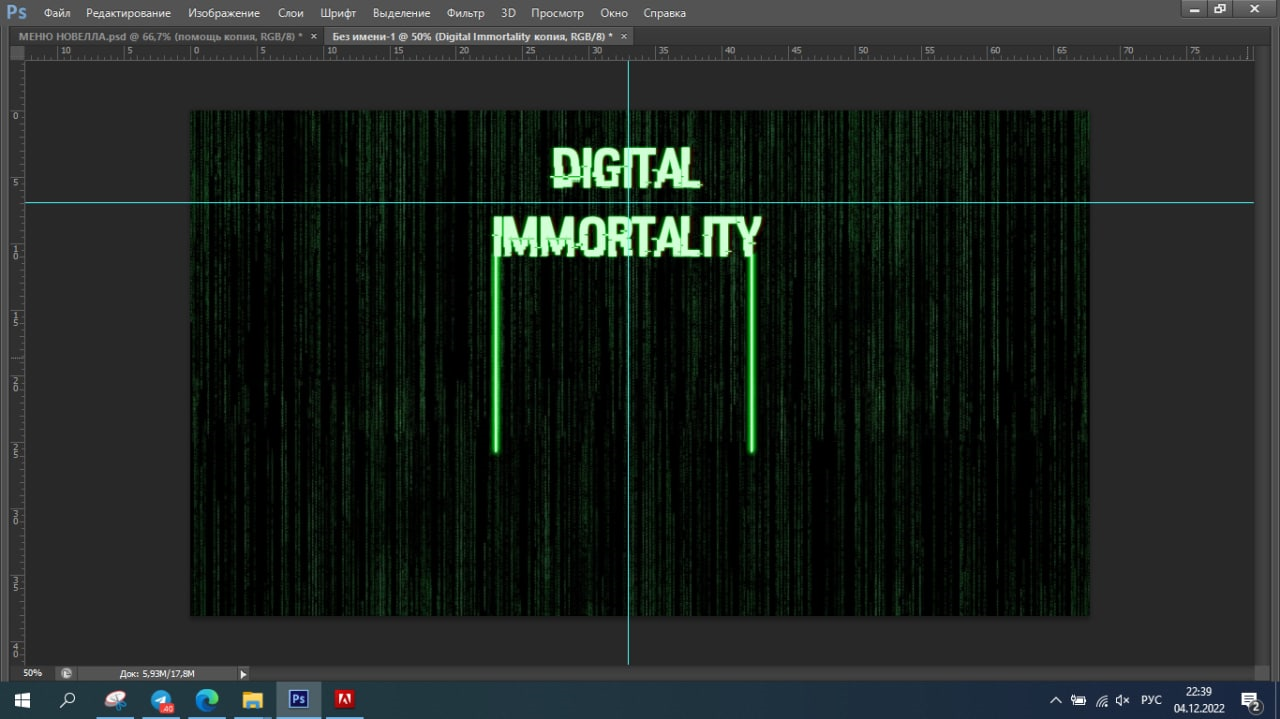 Ps Файл Редактирование Изображение Слои Шрифт Выделение Фильтр 3D Просмотр Окно Справка
МЕНЮ НОВЕЛЛА.psd @ 66,7% (помощь копия, RGB/8) * × Без имени-1 @ 50% (Digital Immortality копия, RGB/8) * ×
10 5 0 5 10 15 20 25 30 35 40 45 50 55 60 65 70 75
0
DIGITAL
5
IMMORTALITY
10
15
20
25
30
35
40
50% Док: 5,93M/17,8M
40 Ps РУС 22:39
04.12.2022 2